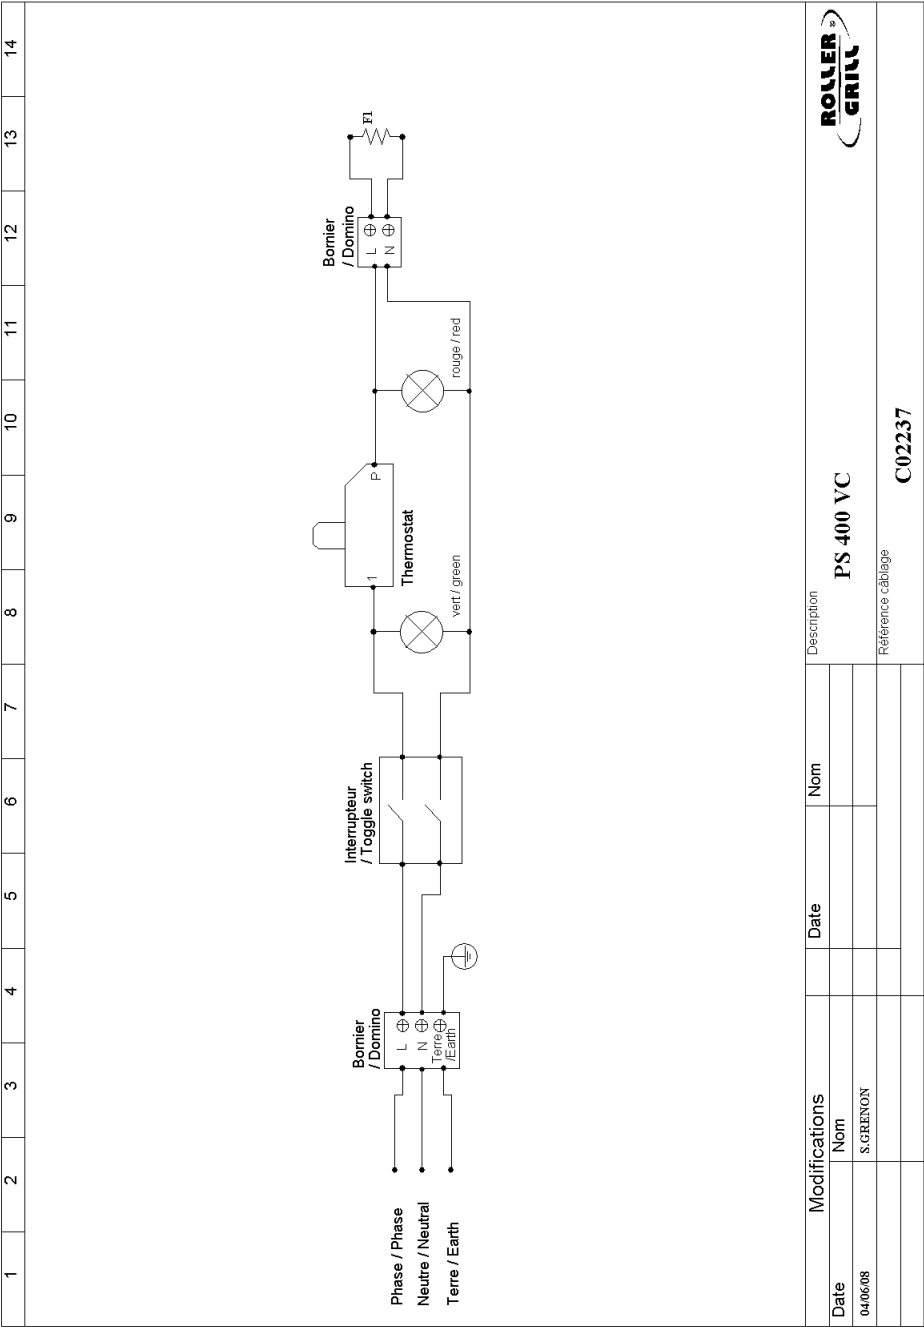 1 2 3 4 5 6 7 8 9 10 11 12 13 14
Phase / Phase
Neutre / Neutral
Terre / Earth
Bornier
/ Domino
L
N
Terre
/Earth
Interrupteur
/ Toggle switch
vert / green
1
P
Thermostat
rouge / red
Bornier
/ Domino
L
N
F1
Modifications
Date
Nom
Date
Nom
04/06/08
S.GRENON
Description
PS 400 VC
Référence câblage
C02237
ROLLER
GRILL
®